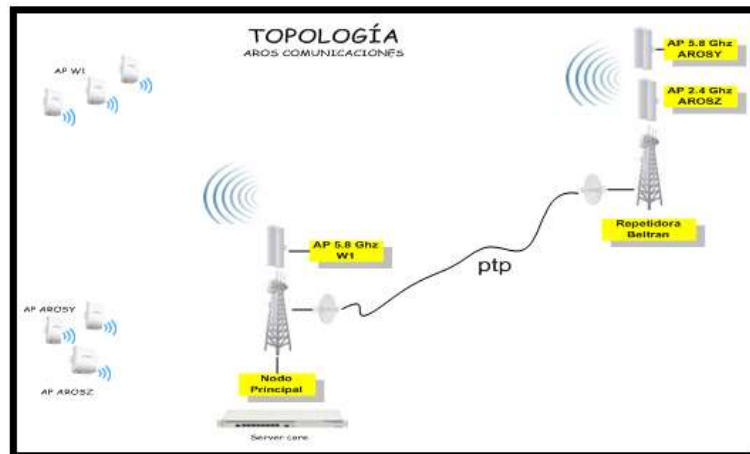 TOPOLOGÍA
AROS COMUNICACIONES
AP W1
AP 5.8 Ghz
AROSY
AP 2.4 Ghz
AROSZ
Repetidora
Beltran
AP 5.8 Ghz
W1
ptp
AP AROSY
AP AROSZ
Nodo
Principal
Server core